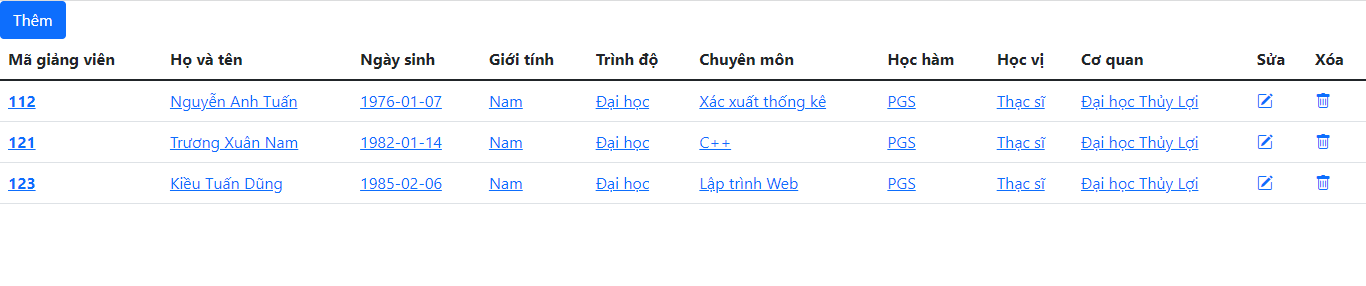 Thêm
Mã giảng viên Họ và tên Ngày sinh Giới tính Trình độ Chuyên môn Học hàm Học vị Cơ quan Sửa Xóa
112 Nguyễn Anh Tuấn 1976-01-07 Nam Đại học Xác xuất thống kê PGS Thạc sĩ Đại học Thủy Lợi
121 Trương Xuân Nam 1982-01-14 Nam Đại học C++ PGS Thạc sĩ Đại học Thủy Lợi
123 Kiều Tuấn Dũng 1985-02-06 Nam Đại học Lập trình Web PGS Thạc sĩ Đại học Thủy Lợi